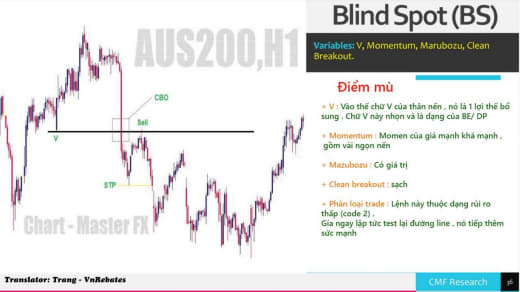 Blind Spot (BS)
AUS200,H1
Variables: V, Momentum, Marubozu, Clean
Breakout.
Điểm mù
+ V : Vào thế chữ V của thân nến , nó là 1 lợi thế bổ
sung . Chữ V này nhọn và là dạng của BE/ DP
+ Momentum : Momen của giá mạnh khá mạnh ,
gồm vài ngọn nến
+ Mazubozu : Có giá trị
+ Clean breakout : sạch
+ Phân loại trade : Lệnh này thuộc dạng rủi ro
thấp (code 2) .
Gia ngay lập tức test lại đường line , nó tiếp thêm
sức mạnh
CBO
Sell
V
STP
Chart - Master FX
Translator: Trang - VnRebates
CMF Research
36